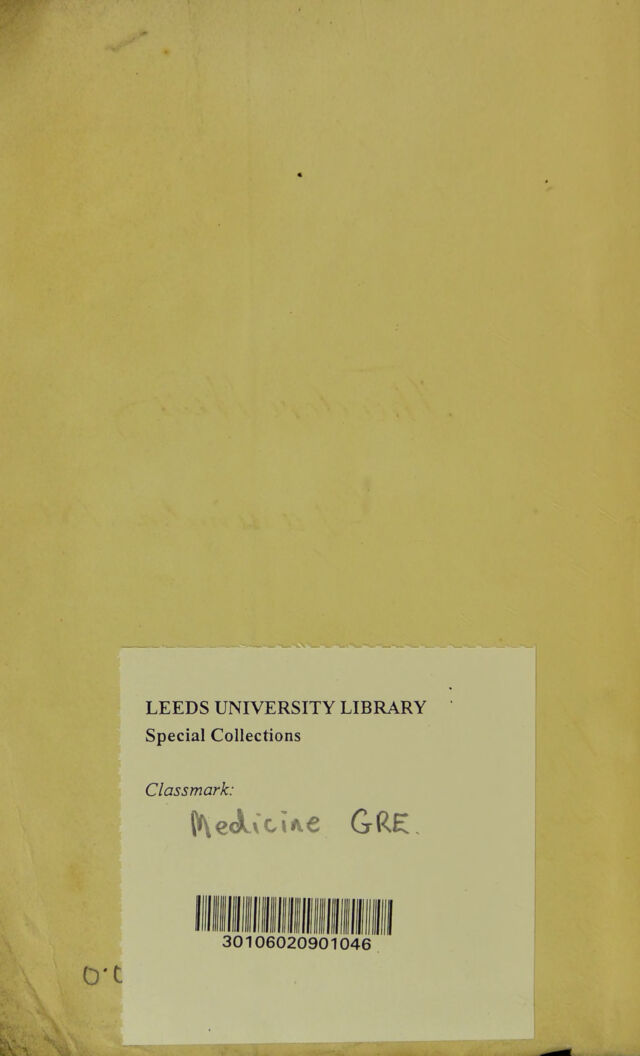 LEEDS UNIVERSITY LIBRARY
Special Collections
Classmark:
Medicine GRE.
30106020901046